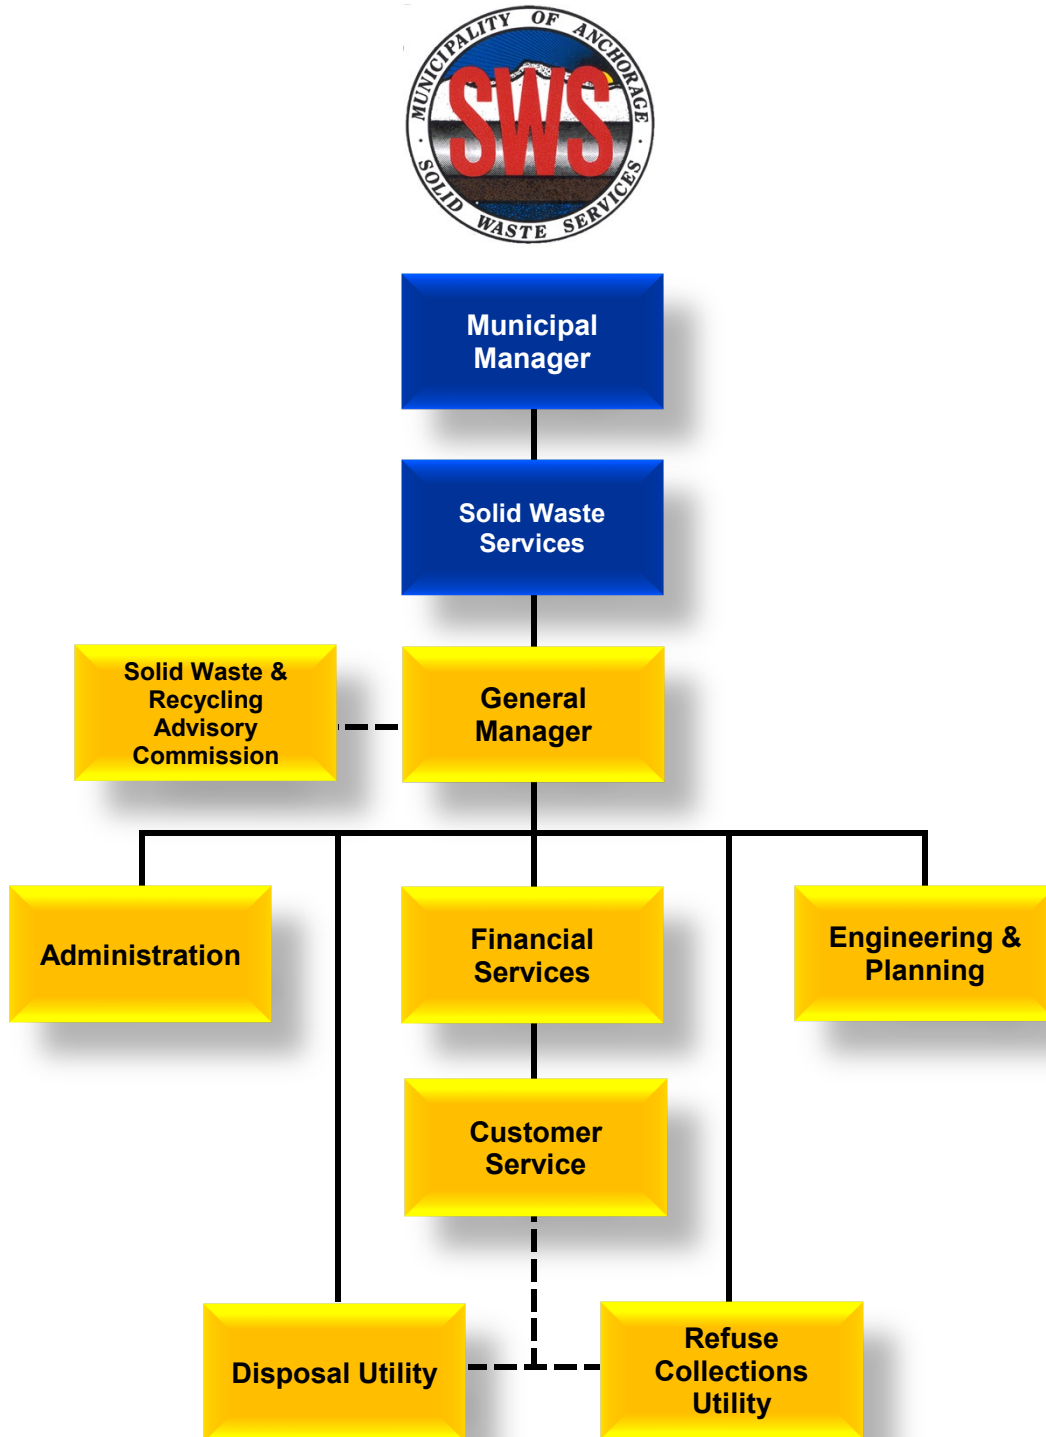 MUNICIPALITY OF ANCHORAGE
SWS
SOLID WASTE SERVICES
Municipal
Manager
Solid Waste
Services
Solid Waste &
Recycling
Advisory
Commission
General
Manager
Administration
Financial
Services
Engineering &
Planning
Customer
Service
Disposal Utility
Refuse
Collections
Utility